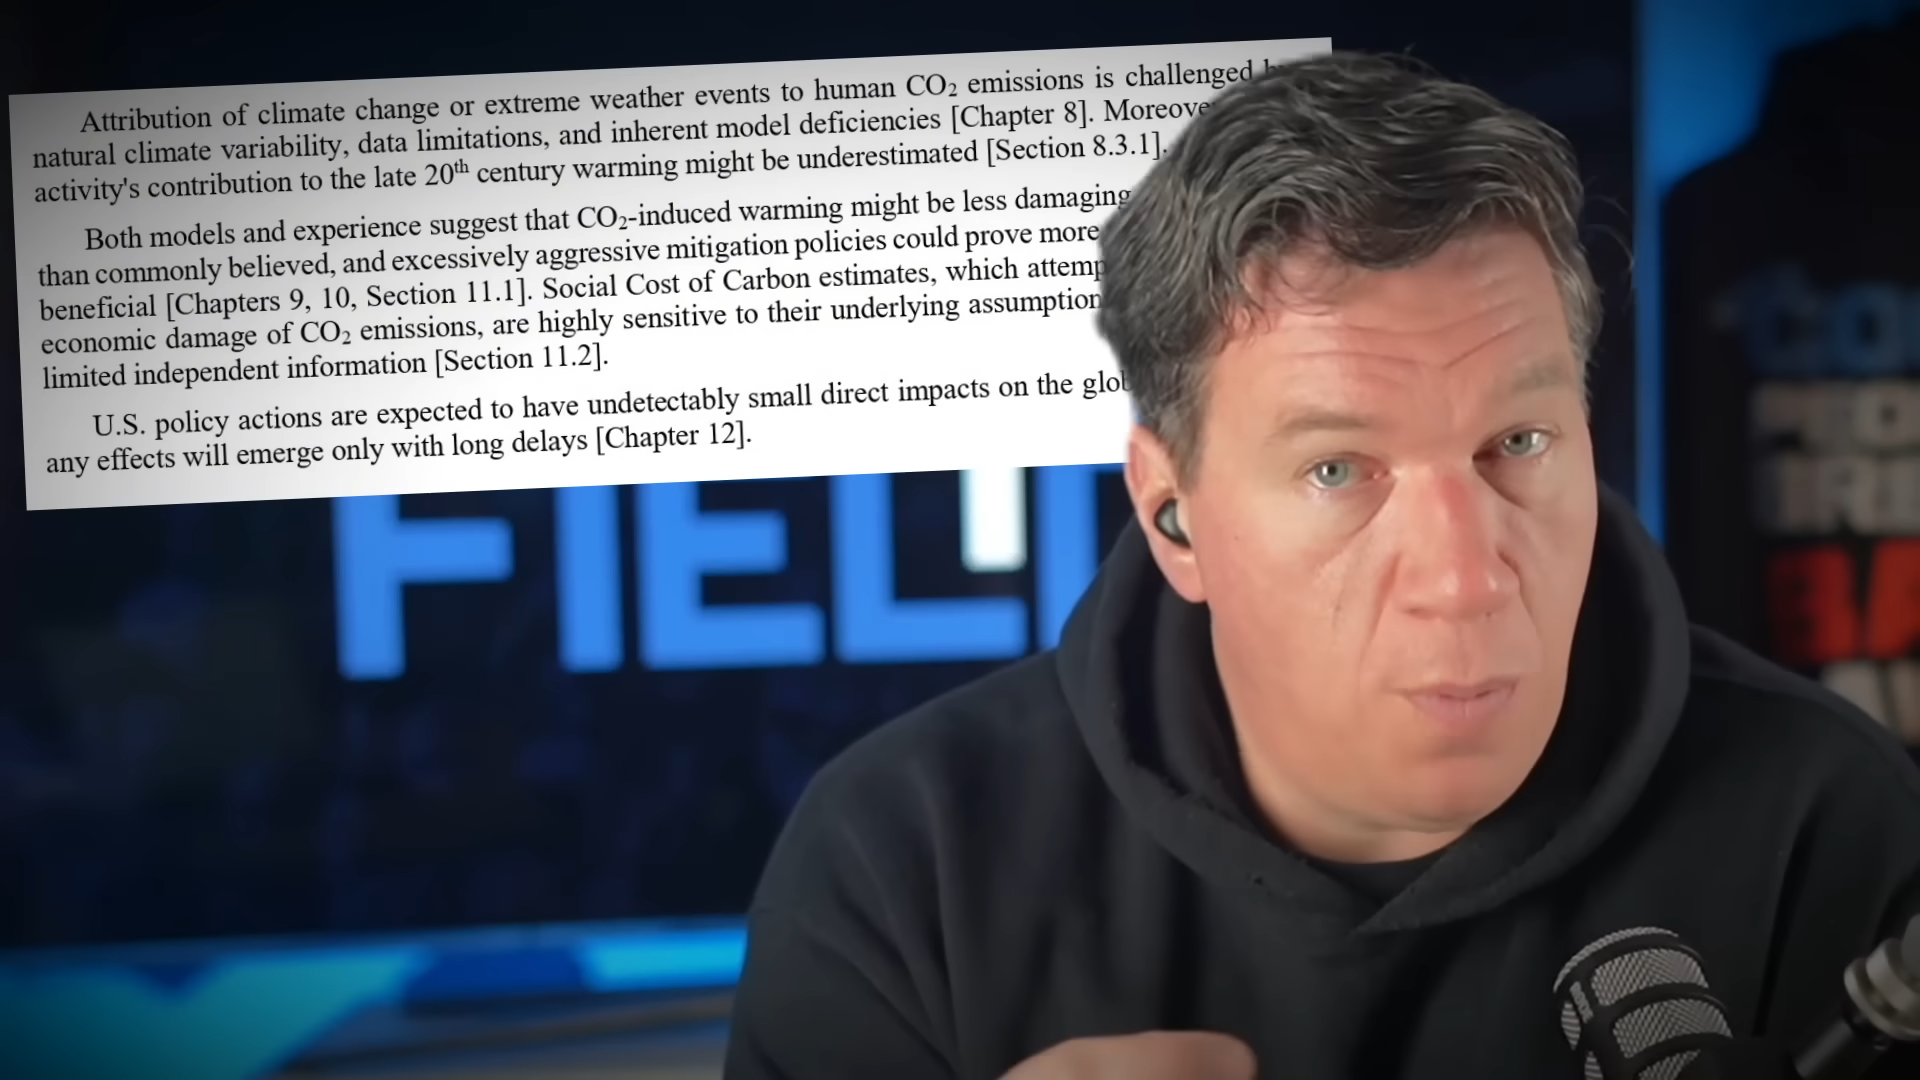 Attribution of climate change or extreme weather events to human CO₂ emissions is challenged
natural climate variability, data limitations, and inherent model deficiencies [Chapter 8].
activity's contribution to the late 20th century warming might be underestimated [Section 8.3.1].
Both models and experience suggest that CO₂-induced warming might be less damaging
than commonly believed, and excessively aggressive mitigation policies could prove more
beneficial [Chapters 9, 10, Section 11.1]. Social Cost of Carbon estimates, which
economic damage of CO₂ emissions, are highly sensitive to their underlying
limited independent information [Section 11.2].
U.S. policy actions are expected to have undetectably small direct impacts on the
any effects will emerge only with long delays [Chapter 12].